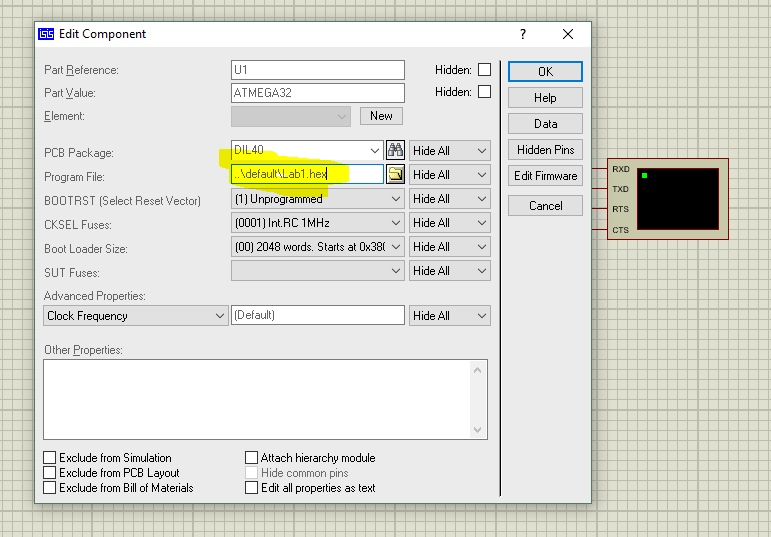 ISIS Edit Component ?
Part Reference: U1 Hidden: OK
Part Value: ATMEGA32 Hidden: Help
Element: New Data
PCB Package: DIL40 Hide All Hidden Pins
Program File: ..\default\Lab1.hex Hide All Edit Firmware
BOOTRST (Select Reset Vector) (1) Unprogrammed Hide All Cancel
CKSEL Fuses: (0001) Int.RC 1MHz Hide All
Boot Loader Size: (00) 2048 words. Starts at 0x380 Hide All
SUT Fuses: Hide All
Advanced Properties:
Clock Frequency (Default) Hide All
Other Properties:
Exclude from Simulation Attach hierarchy module
Exclude from PCB Layout Hide common pins
Exclude from Bill of Materials Edit all properties as text
RXD
TXD
RTS
CTS